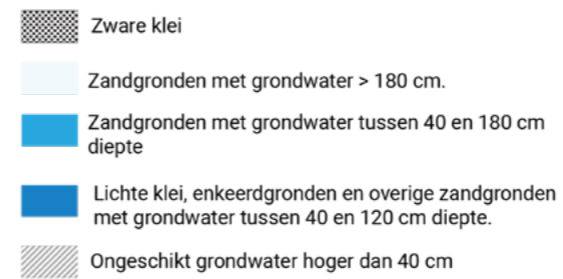 Zware klei
Zandgronden met grondwater > 180 cm.
Zandgronden met grondwater tussen 40 en 180 cm
diepte
Lichte klei, enkeerdgronden en overige zandgronden
met grondwater tussen 40 en 120 cm diepte.
Ongeschikt grondwater hoger dan 40 cm